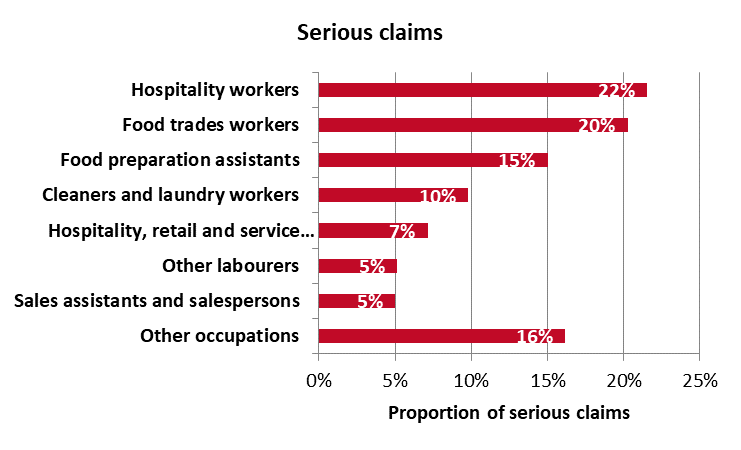 Serious claims
Hospitality workers 22%
Food trades workers 20%
Food preparation assistants 15%
Cleaners and laundry workers 10%
Hospitality, retail and service... 7%
Other labourers 5%
Sales assistants and salespersons 5%
Other occupations 16%
0% 5% 10% 15% 20% 25%
Proportion of serious claims